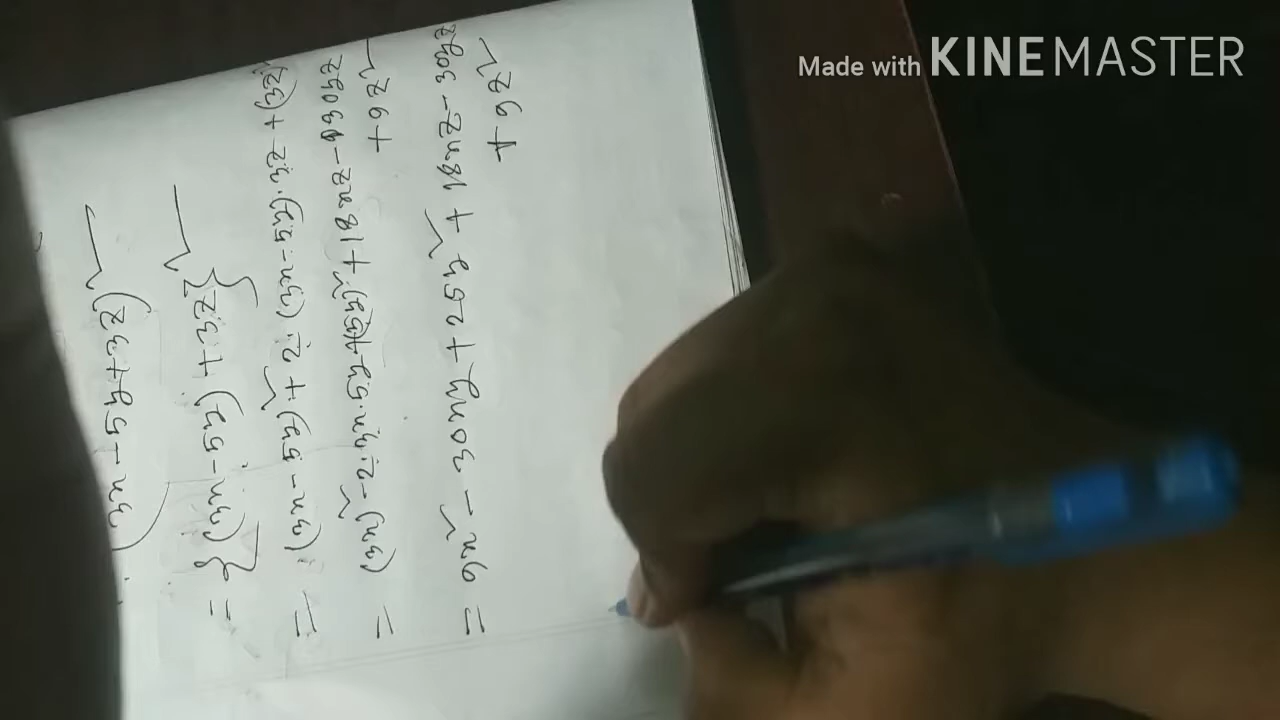 Made with KINEMASTER
(3x-5y+3z)²
= {(3x-5y)+3z}²
= (3x-5y)²+2.(3x-5y).3z+(3z)²
= (3x)²-2.3x.5y+(5y)²+18xz-30yz
+9z²
= 9x²-30xy+25y²+18xz-30yz
+9z²